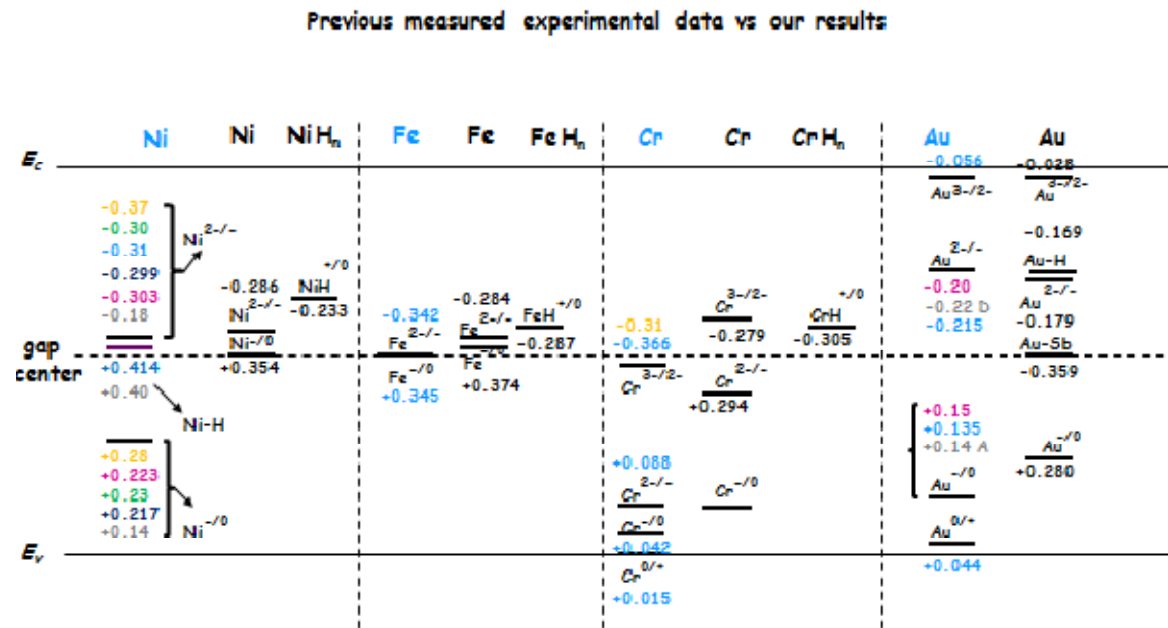 Previous measured experimental data vs our results
Ni Ni NiHn Fe Fe FeHn Cr Cr CrHn Au Au
Ec
-0.37
-0.30
-0.31
-0.299
-0.303
-0.18
Ni2-/-
gap
center
+0.414
+0.40
Ni-H
+0.28
+0.223
+0.23
+0.217
+0.14
Ni-/0
Ev
-0.286
Ni2-/-
Ni-/0
+0.354
NiH+/0
-0.233
-0.342
Fe2-/-
Fe-/0
+0.345
-0.284
Fe2-/-
Fe-/0
+0.374
FeH+/0
-0.287
-0.31
-0.366
Cr3-/2-
+0.088
Cr2-/-
Cr-/0
+0.042
Cr0/+
+0.015
Cr3-/2-
-0.279
Cr2-/-
+0.294
Cr-/0
CrH+/0
-0.305
-0.056
Au3-/2-
Au2-/-
-0.20
-0.22 D
-0.215
+0.15
+0.135
+0.14 A
Au-/0
Au0/+
+0.044
-0.028
Au3-/2-
-0.169
Au-H
Au2-/-
-0.179
Au-Sb
-0.359
Au-/0
+0.280